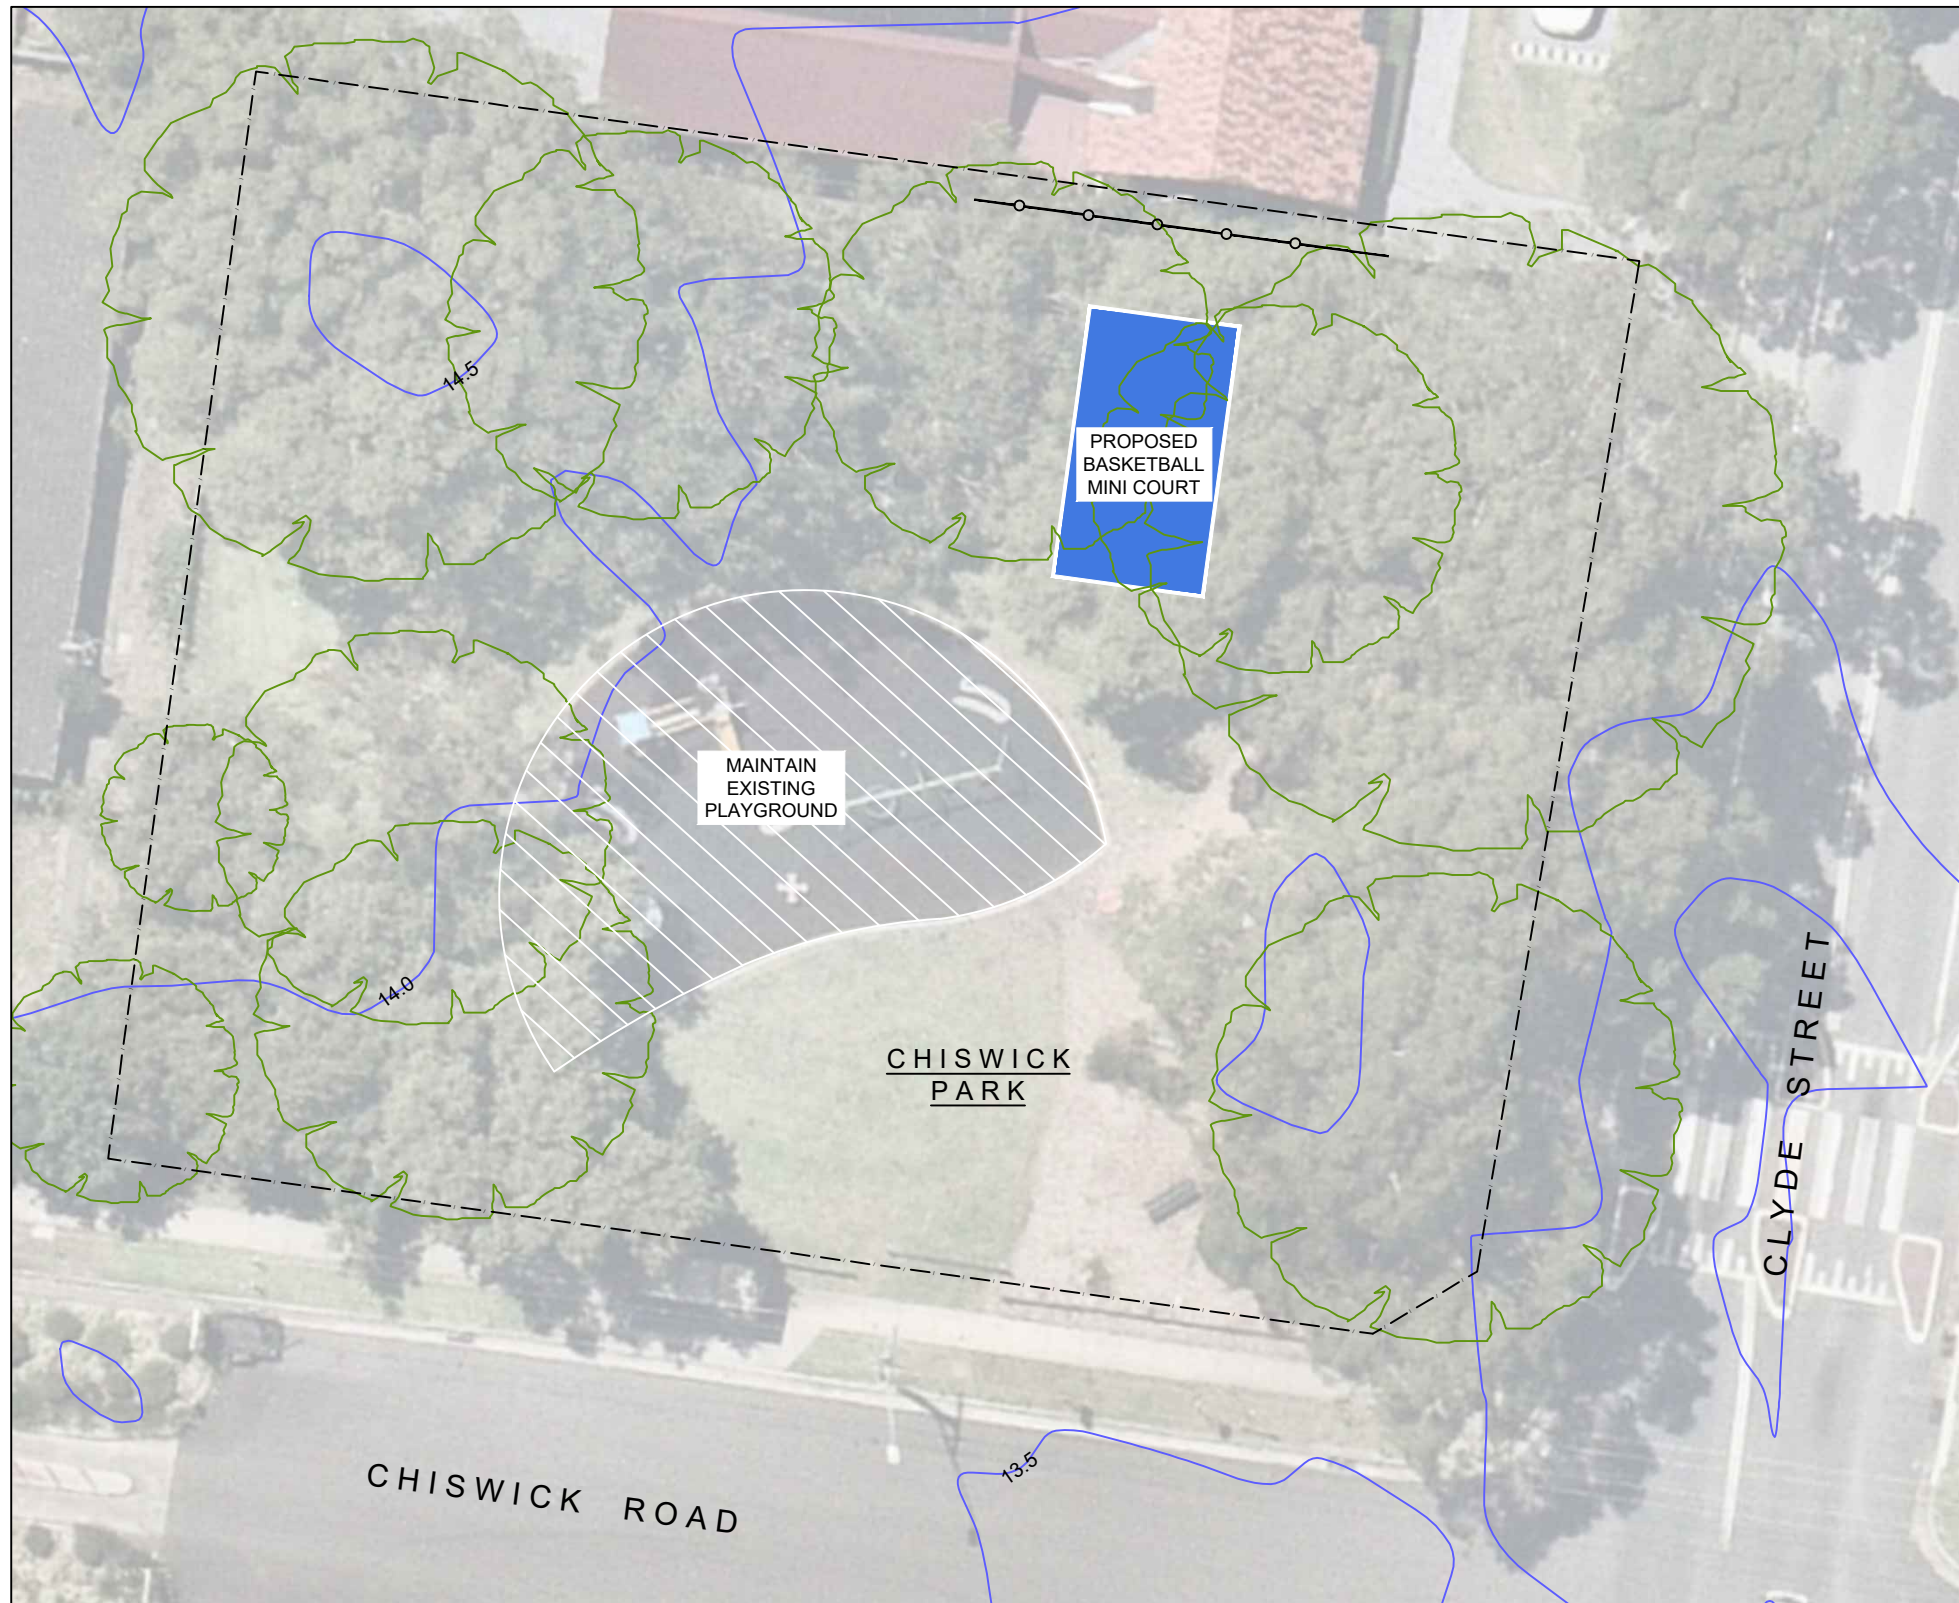 14.5
PROPOSED
BASKETBALL
MINI COURT
MAINTAIN
EXISTING
PLAYGROUND
14.0
CHISWICK
PARK
CLYDE STREET
CHISWICK ROAD
13.5